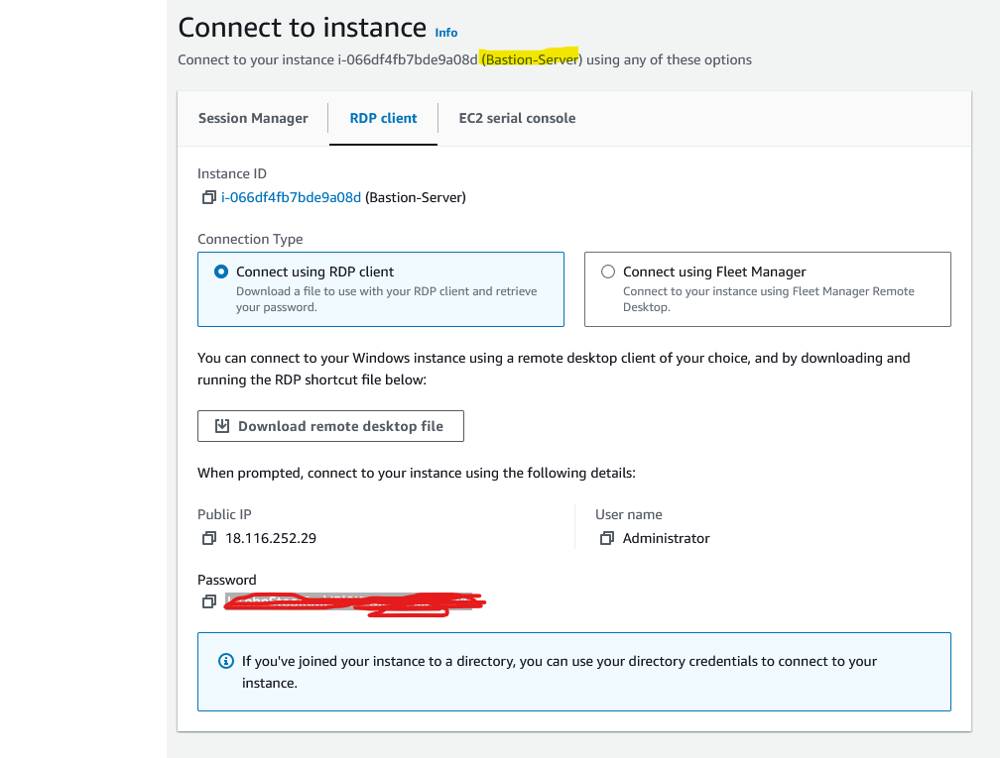 Connect to instance Info
Connect to your instance i-066df4fb7bde9a08d (Bastion-Server) using any of these options
Session Manager
RDP client
EC2 serial console
Instance ID
i-066df4fb7bde9a08d (Bastion-Server)
Connection Type
Connect using RDP client
Download a file to use with your RDP client and retrieve
your password.
Connect using Fleet Manager
Connect to your instance using Fleet Manager Remote
Desktop.
You can connect to your Windows instance using a remote desktop client of your choice, and by downloading and
running the RDP shortcut file below:
Download remote desktop file
When prompted, connect to your instance using the following details:
Public IP
18.116.252.29
User name
Administrator
Password
If you've joined your instance to a directory, you can use your directory credentials to connect to your
instance.